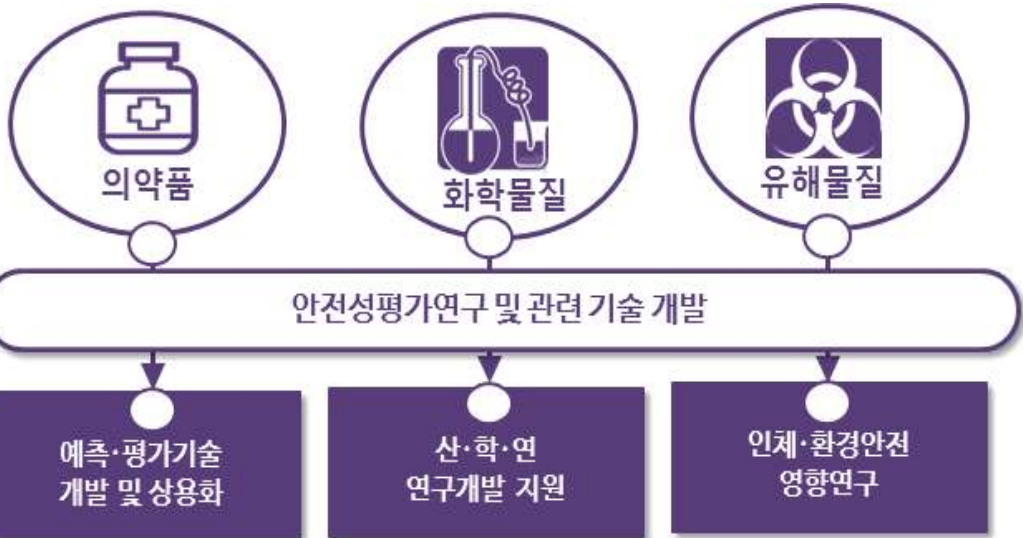 의약품
화학물질
유해물질
안전성평가연구 및 관련 기술 개발
예측·평가기술
개발 및 상용화
산·학·연
연구개발 지원
인체·환경안전
영향연구